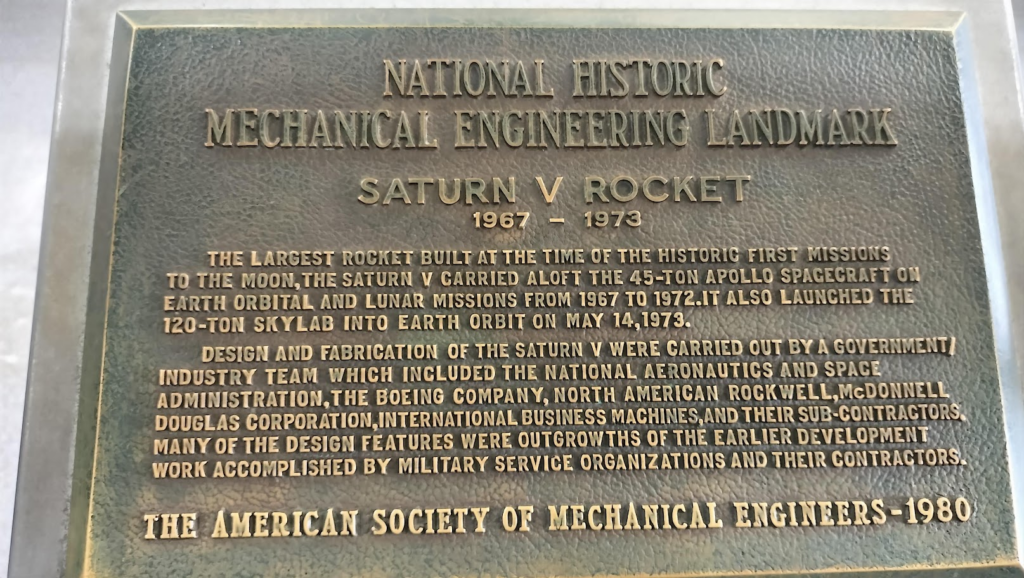 NATIONAL HISTORIC
MECHANICAL ENGINEERING LANDMARK
SATURN V ROCKET
1967 – 1973
THE LARGEST ROCKET BUILT AT THE TIME OF THE HISTORIC FIRST MISSIONS
TO THE MOON, THE SATURN V CARRIED ALOFT THE 45-TON APOLLO SPACECRAFT ON
EARTH ORBITAL AND LUNAR MISSIONS FROM 1967 TO 1972. IT ALSO LAUNCHED THE
120-TON SKYLAB INTO EARTH ORBIT ON MAY 14, 1973.
DESIGN AND FABRICATION OF THE SATURN V WERE CARRIED OUT BY A GOVERNMENT/
INDUSTRY TEAM WHICH INCLUDED THE NATIONAL AERONAUTICS AND SPACE
ADMINISTRATION, THE BOEING COMPANY, NORTH AMERICAN ROCKWELL, McDONNELL
DOUGLAS CORPORATION, INTERNATIONAL BUSINESS MACHINES, AND THEIR SUB-CONTRACTORS.
MANY OF THE DESIGN FEATURES WERE OUTGROWTHS OF THE EARLIER DEVELOPMENT
WORK ACCOMPLISHED BY MILITARY SERVICE ORGANIZATIONS AND THEIR CONTRACTORS.
THE AMERICAN SOCIETY OF MECHANICAL ENGINEERS-1980